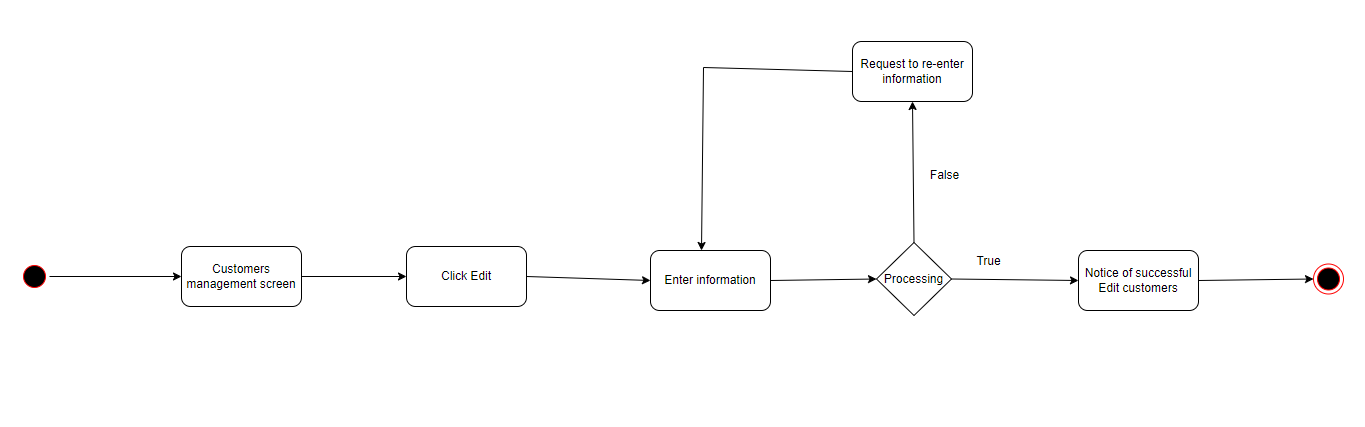 Request to re-enter
information
False
True
Customers
management screen
Click Edit
Enter information
Processing
Notice of successful
Edit customers